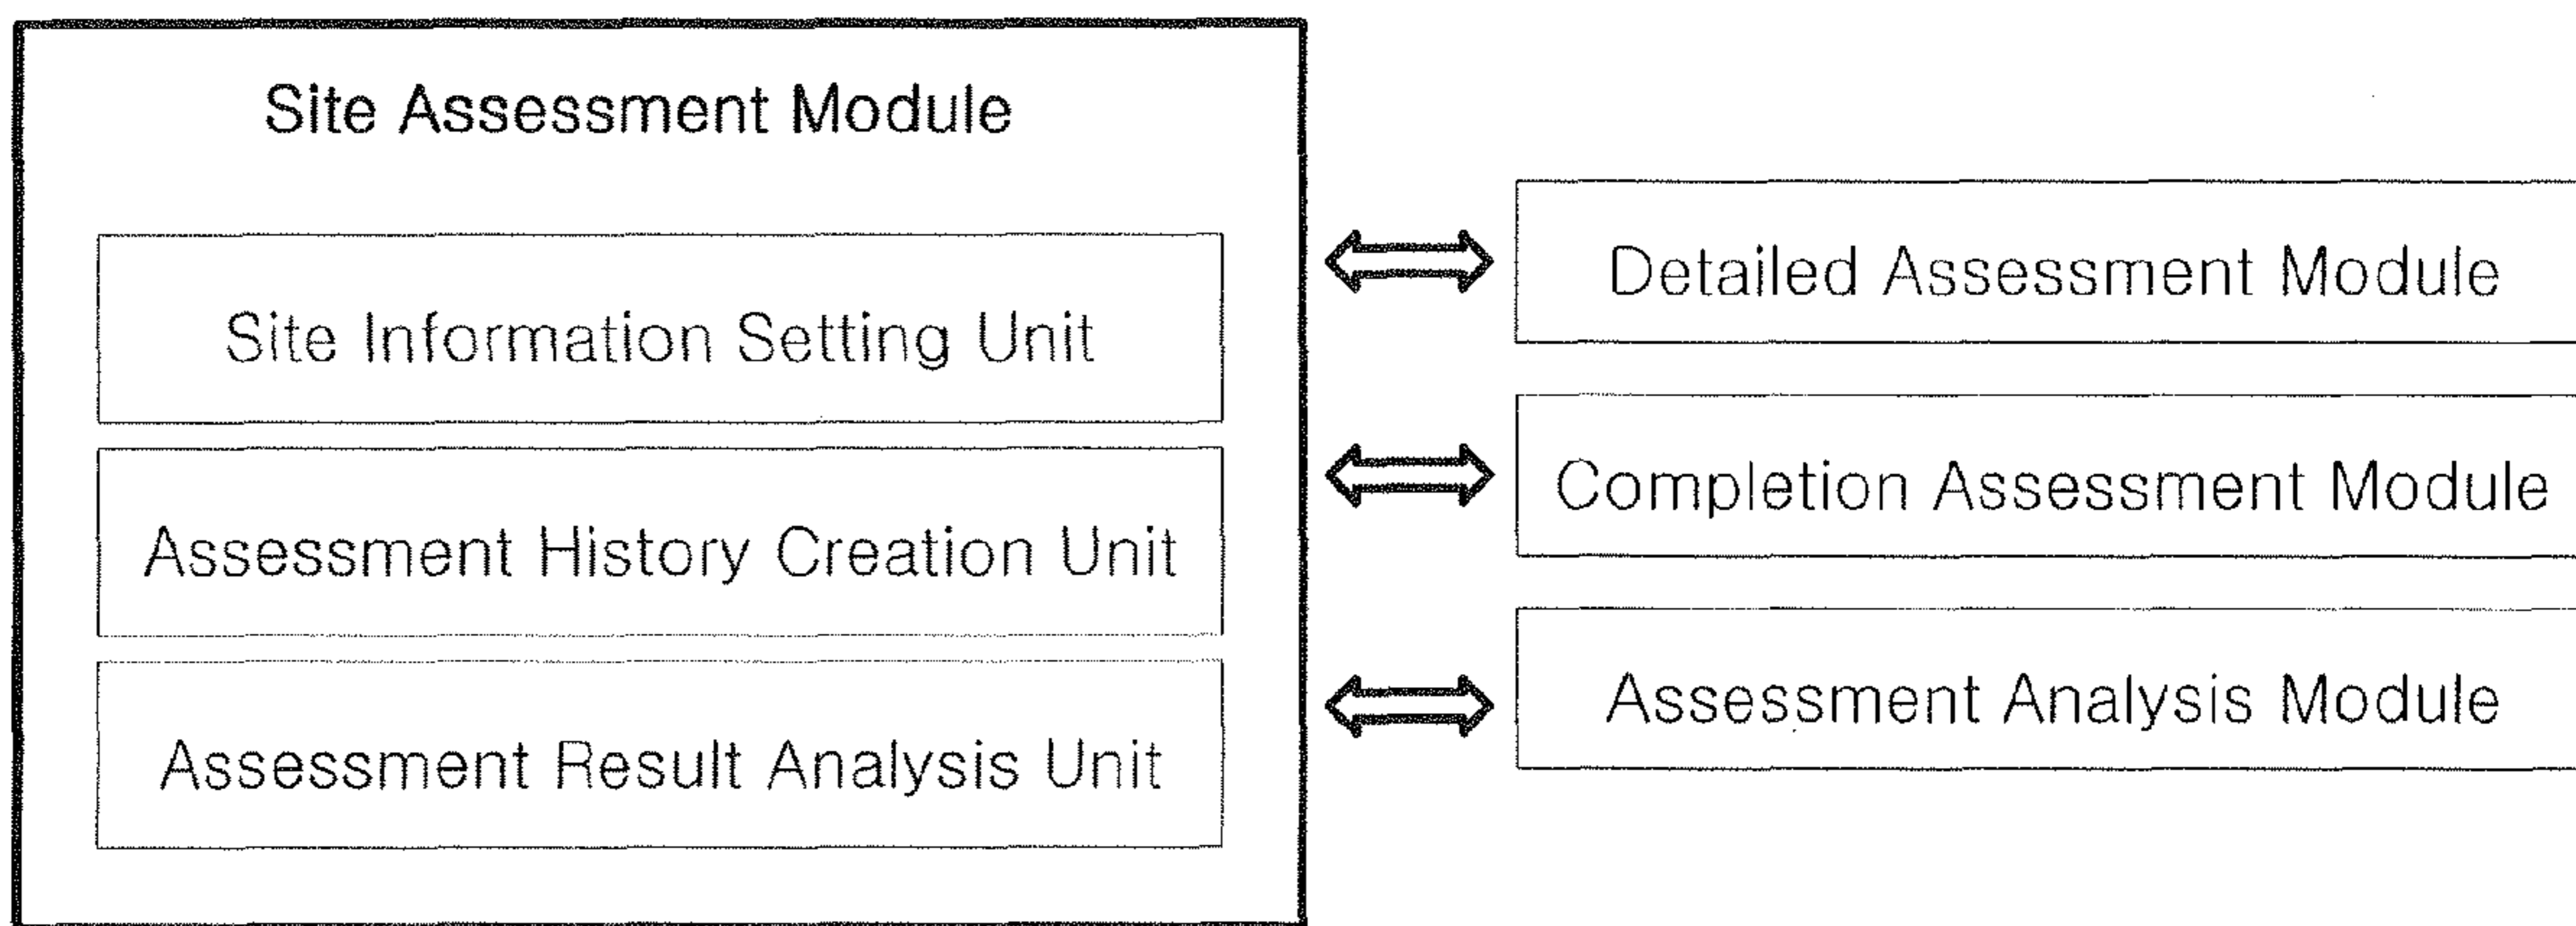 Site Assessment Module
Site Information Setting Unit
Assessment History Creation Unit
Assessment Result Analysis Unit
Detailed Assessment Module
Completion Assessment Module
Assessment Analysis Module